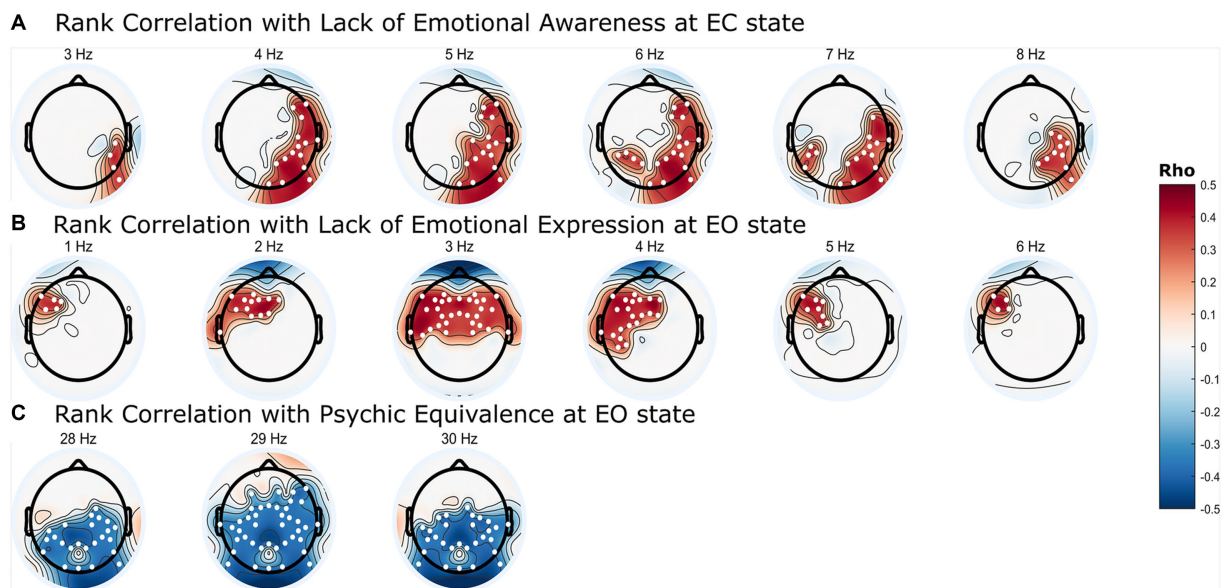 A Rank Correlation with Lack of Emotional Awareness at EC state
3 Hz 4 Hz 5 Hz 6 Hz 7 Hz 8 Hz
B Rank Correlation with Lack of Emotional Expression at EO state
1 Hz 2 Hz 3 Hz 4 Hz 5 Hz 6 Hz
C Rank Correlation with Psychic Equivalence at EO state
28 Hz 29 Hz 30 Hz
Rho
0.5
0.4
0.3
0.2
0.1
0
-0.1
-0.2
-0.3
-0.4
-0.5